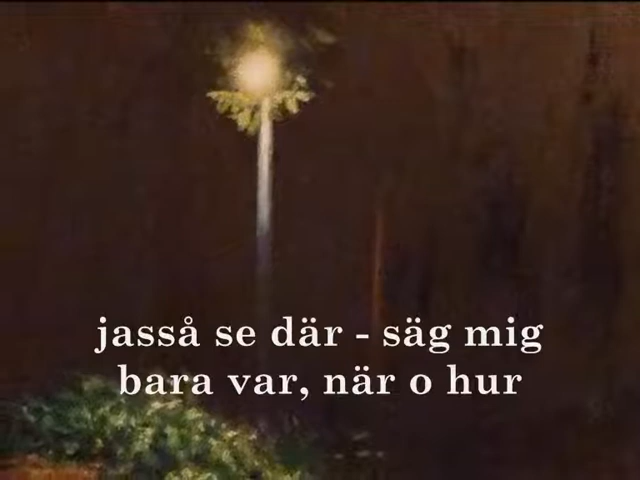 jasså se där - säg mig
bara var, när o hur